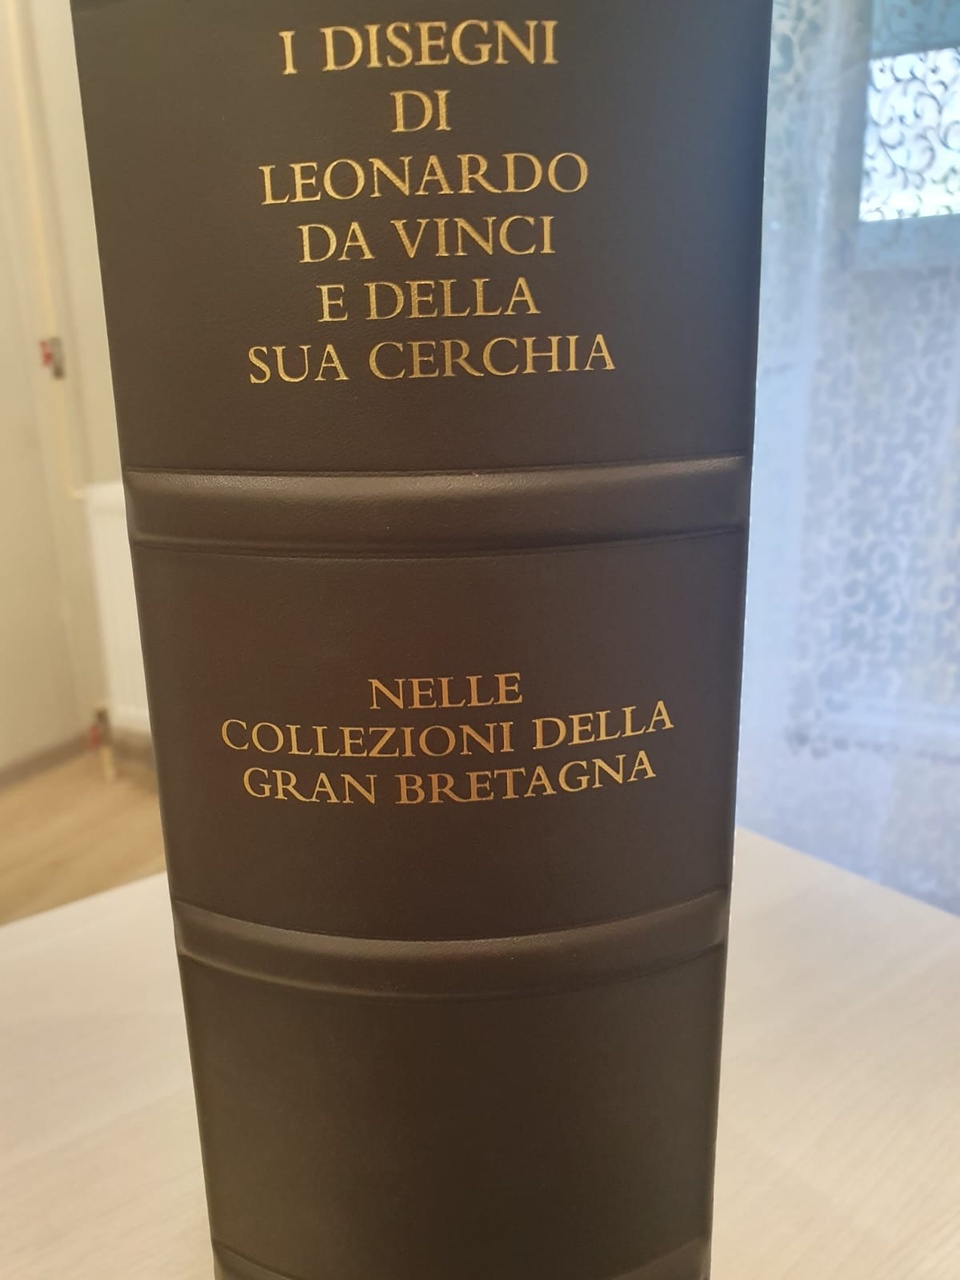 I DISEGNI
DI
LEONARDO
DA VINCI
E DELLA
SUA CERCHIA
NELLE
COLLEZIONI DELLA
GRAN BRETAGNA